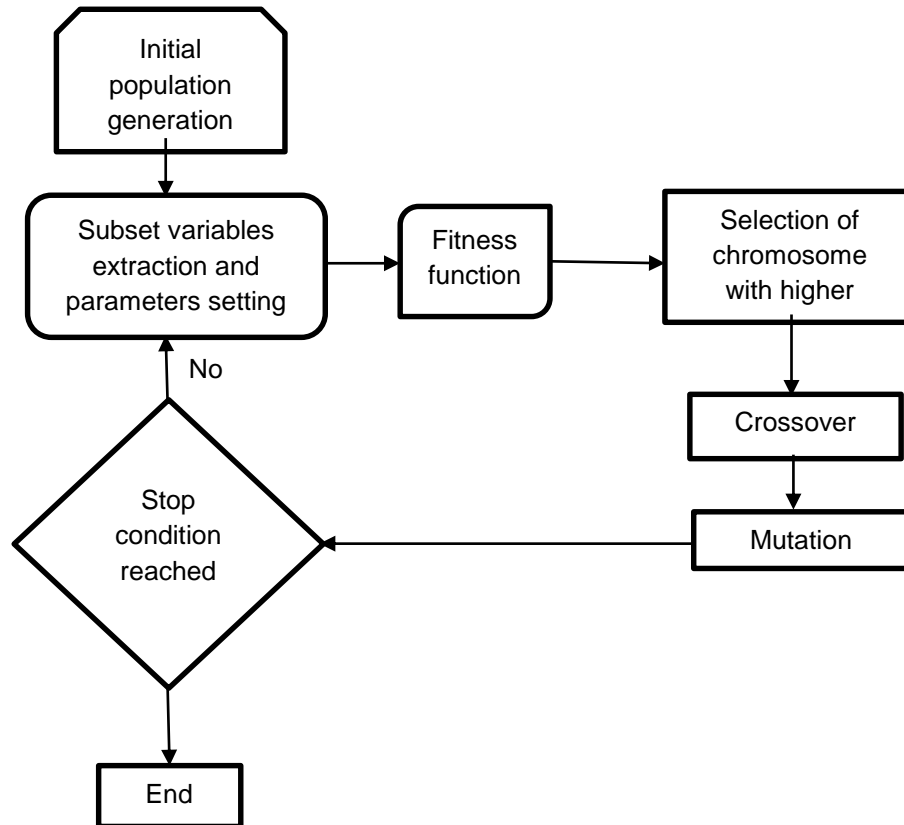 Initial
population
generation
Subset variables
extraction and
parameters setting
Fitness
function
Selection of
chromosome
with higher
Crossover
Mutation
Stop
condition
reached
No
End